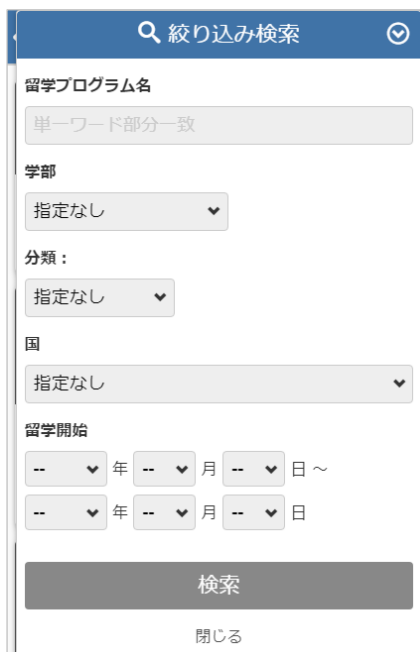 絞り込み検索
留学プログラム名
単一ワード部分一致
学部
指定なし
分類：
指定なし
国
指定なし
留学開始
-- 年 -- 月 -- 日 ～
-- 年 -- 月 -- 日
検索
閉じる